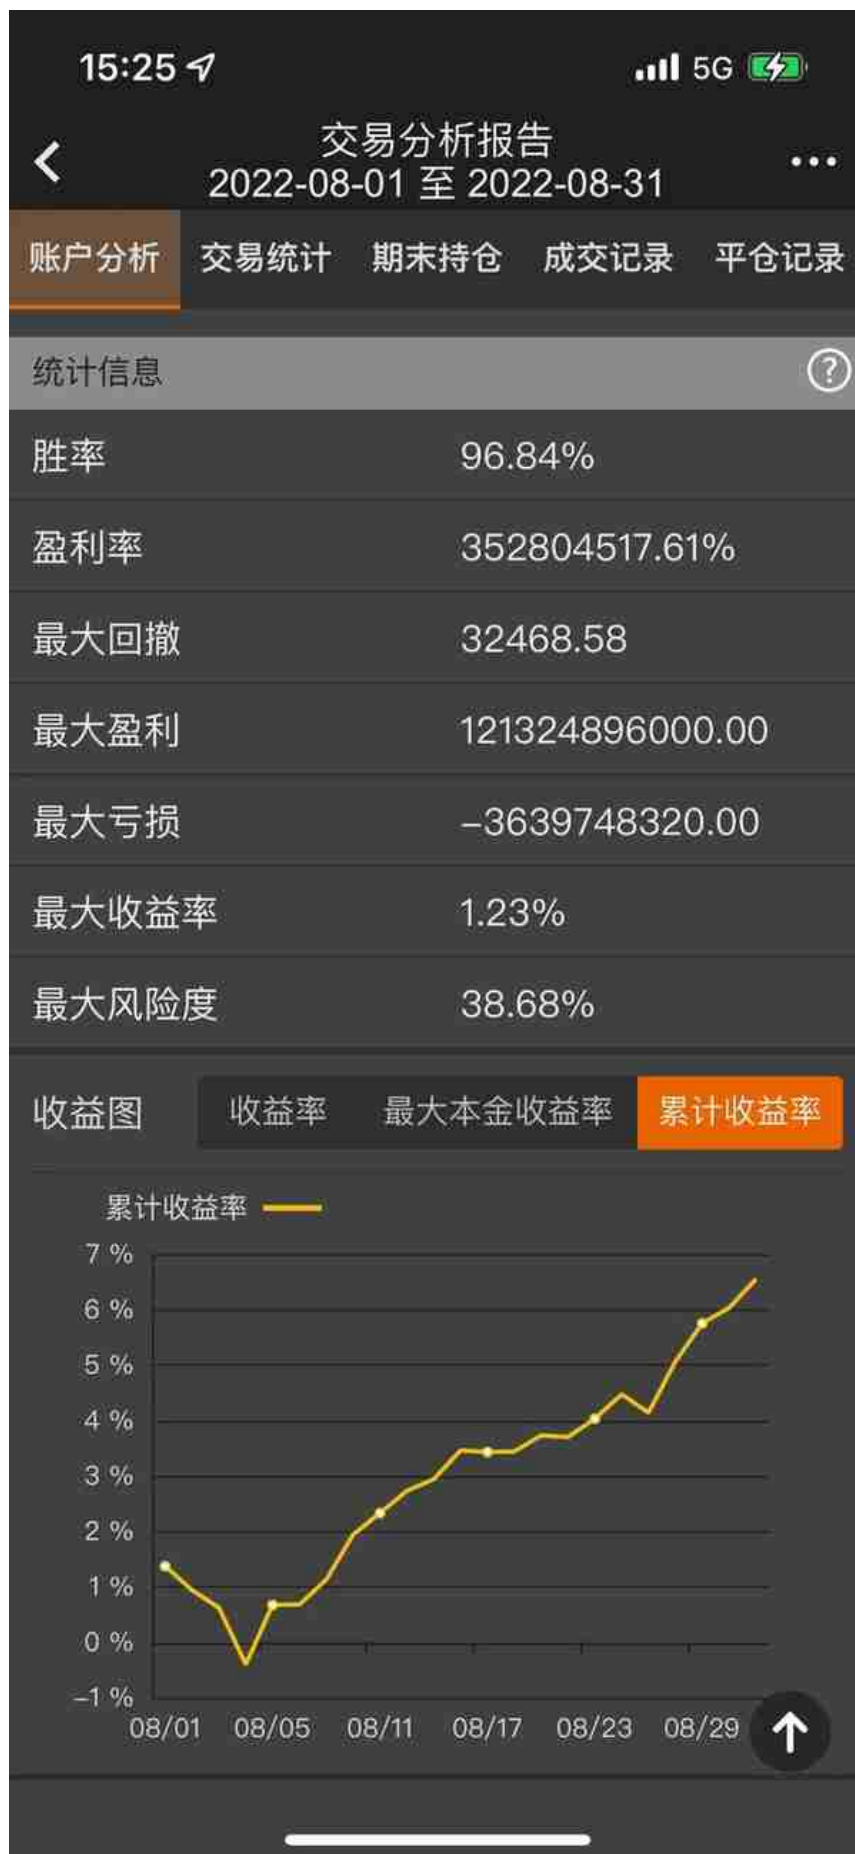 15:25
5G
交易分析报告
2022-08-01 至 2022-08-31
账户分析 交易统计 期末持仓 成交记录 平仓记录
统计信息 ?
胜率 96.84%
盈利率 352804517.61%
最大回撤 32468.58
最大盈利 121324896000.00
最大亏损 -3639748320.00
最大收益率 1.23%
最大风险度 38.68%
收益图 收益率 最大本金收益率 累计收益率
累计收益率
7 %
6 %
5 %
4 %
3 %
2 %
1 %
0 %
-1 %
08/01 08/05 08/11 08/17 08/23 08/29